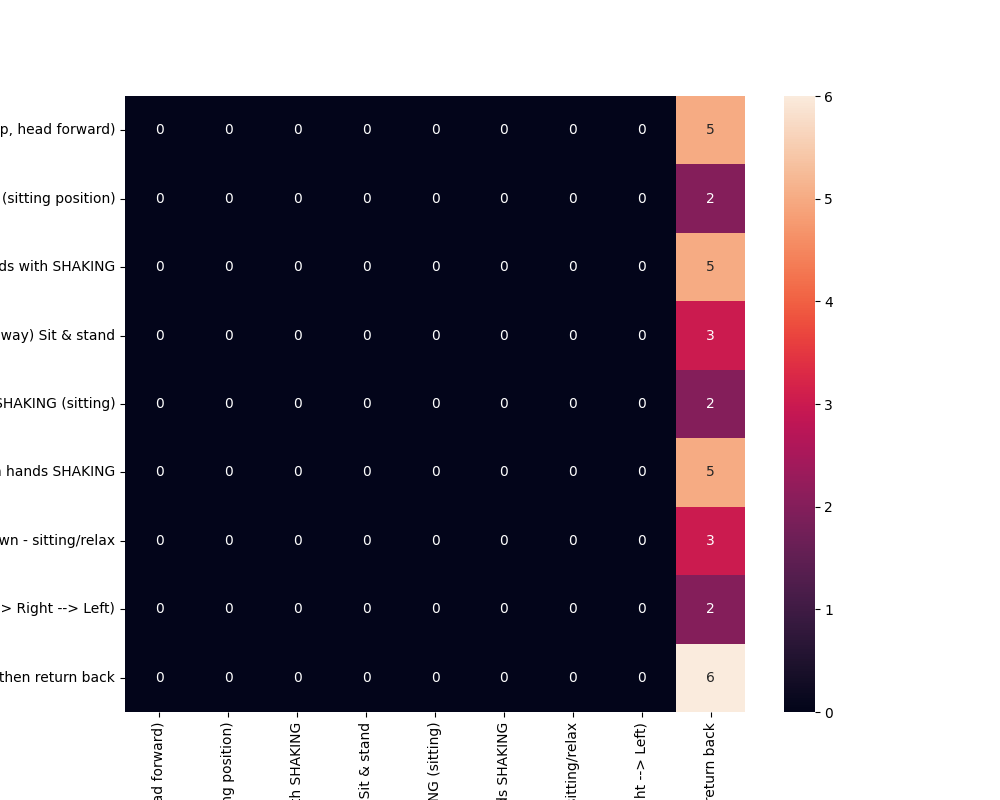 p, head forward) 0 0 0 0 0 0 0 0 5
(sitting position) 0 0 0 0 0 0 0 0 2
ds with SHAKING 0 0 0 0 0 0 0 0 5
way) Sit & stand 0 0 0 0 0 0 0 0 3
SHAKING (sitting) 0 0 0 0 0 0 0 0 2
hands SHAKING 0 0 0 0 0 0 0 0 5
wn - sitting/relax 0 0 0 0 0 0 0 0 3
> Right --> Left) 0 0 0 0 0 0 0 0 2
then return back 0 0 0 0 0 0 0 0 6
6
5
4
3
2
1
0
ad forward)
ng position)
th SHAKING
Sit & stand
NG (sitting)
ds SHAKING
sitting/relax
ht --> Left)
return back